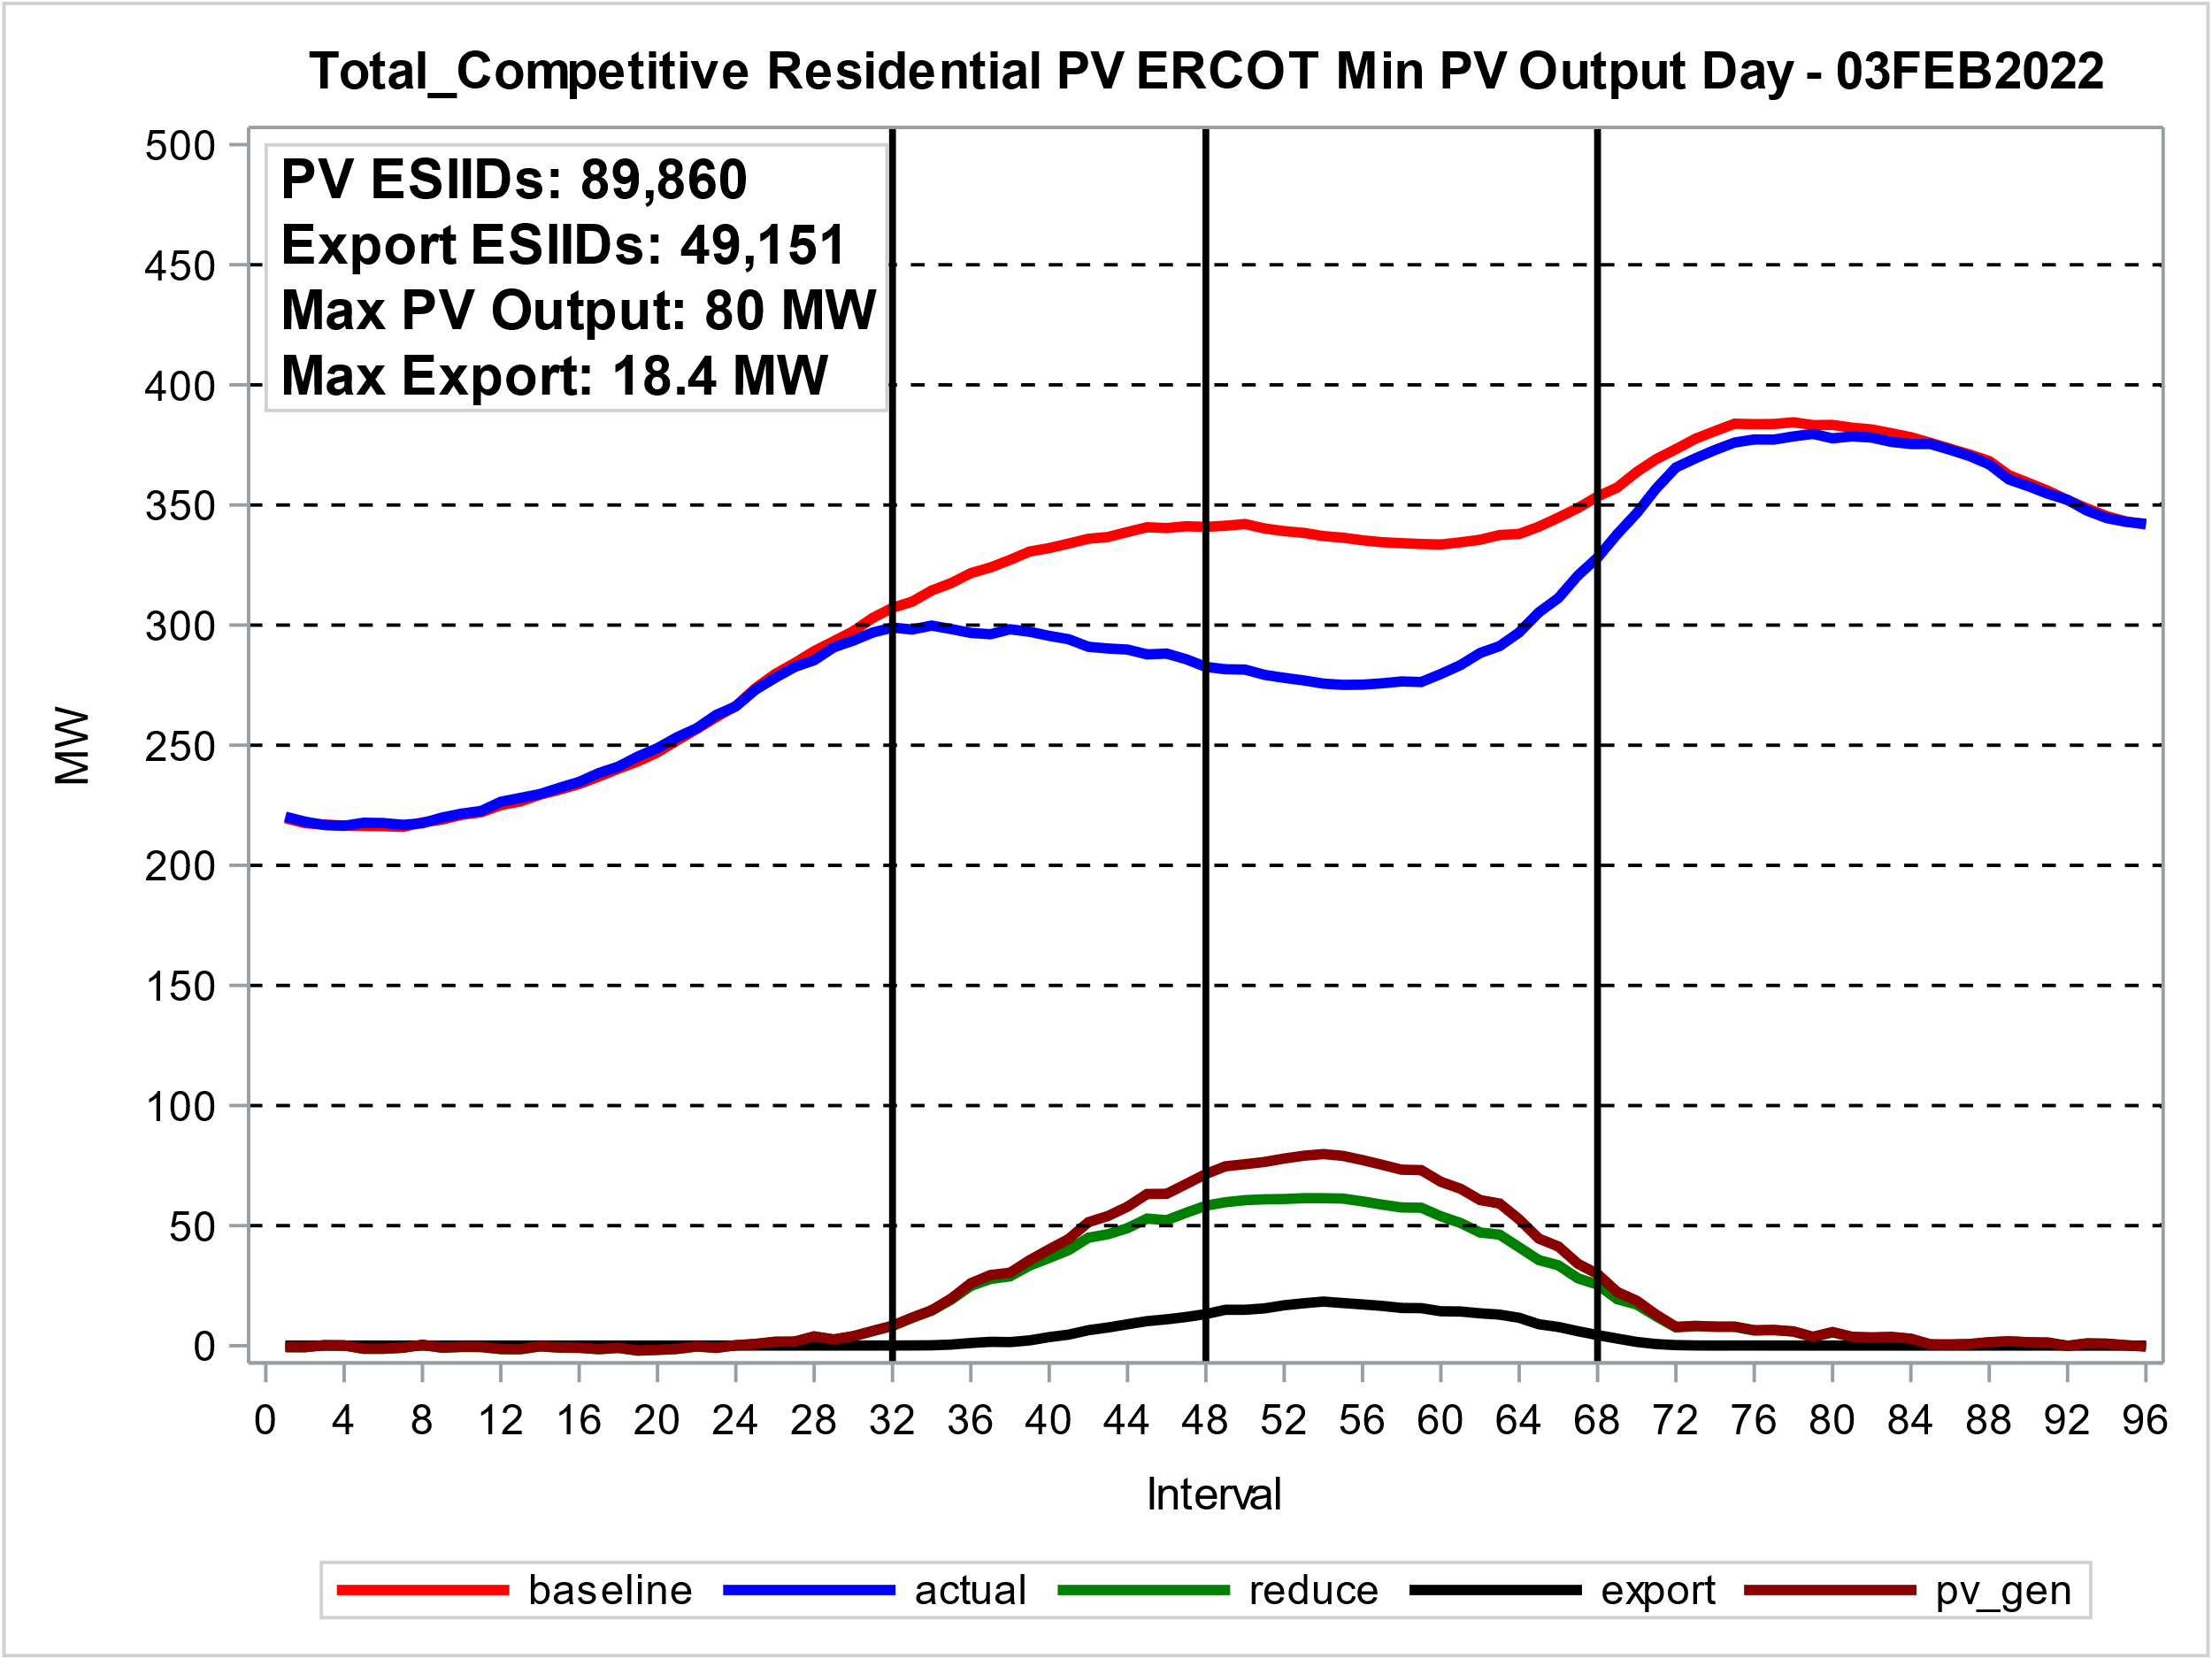 Total_Competitive Residential PV ERCOT Min PV Output Day - 03FEB2022
PV ESIIDs: 89,860
Export ESIIDs: 49,151
Max PV Output: 80 MW
Max Export: 18.4 MW
500
450
400
350
300
250
200
150
100
50
0
MW
0 4 8 12 16 20 24 28 32 36 40 44 48 52 56 60 64 68 72 76 80 84 88 92 96
Interval
baseline actual reduce export pv_gen